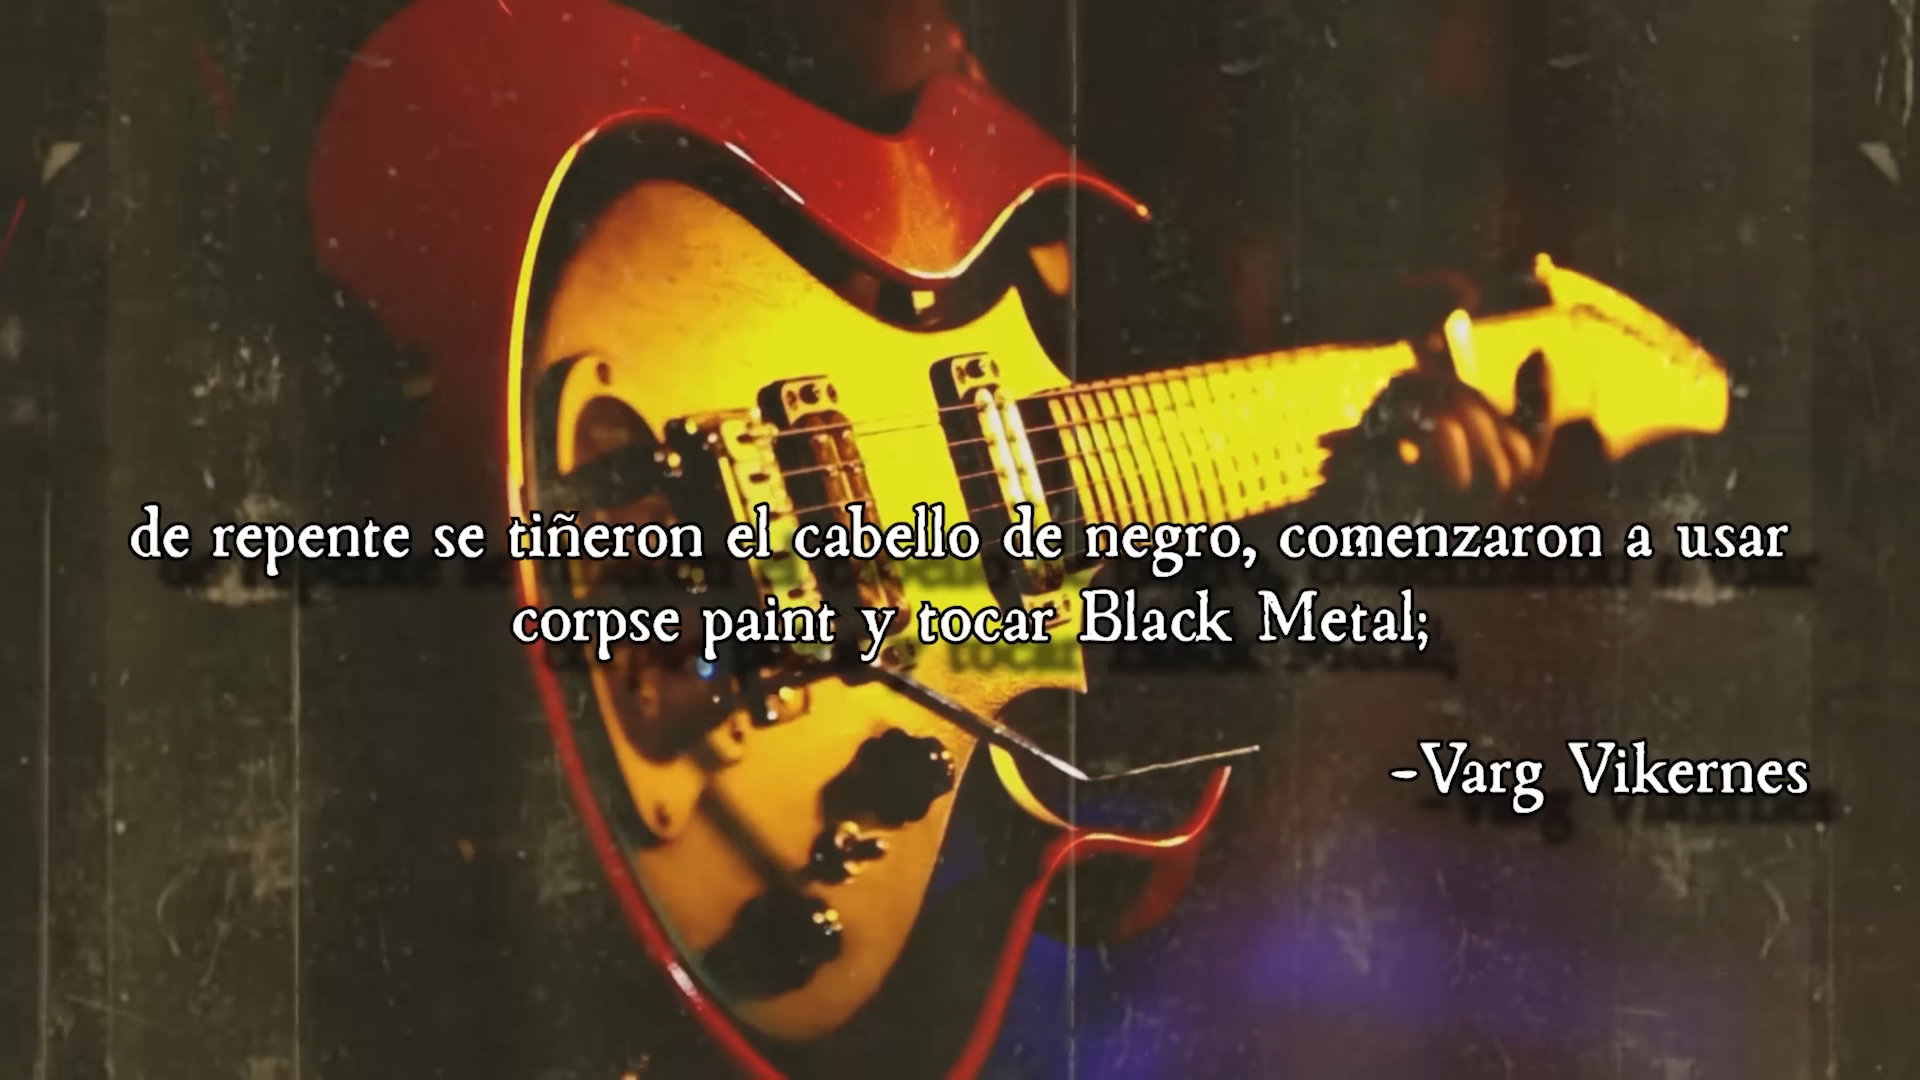 de repente se tiñeron el cabello de negro, comenzaron a usar
corpse paint y tocar Black Metal;
-Varg Vikernes